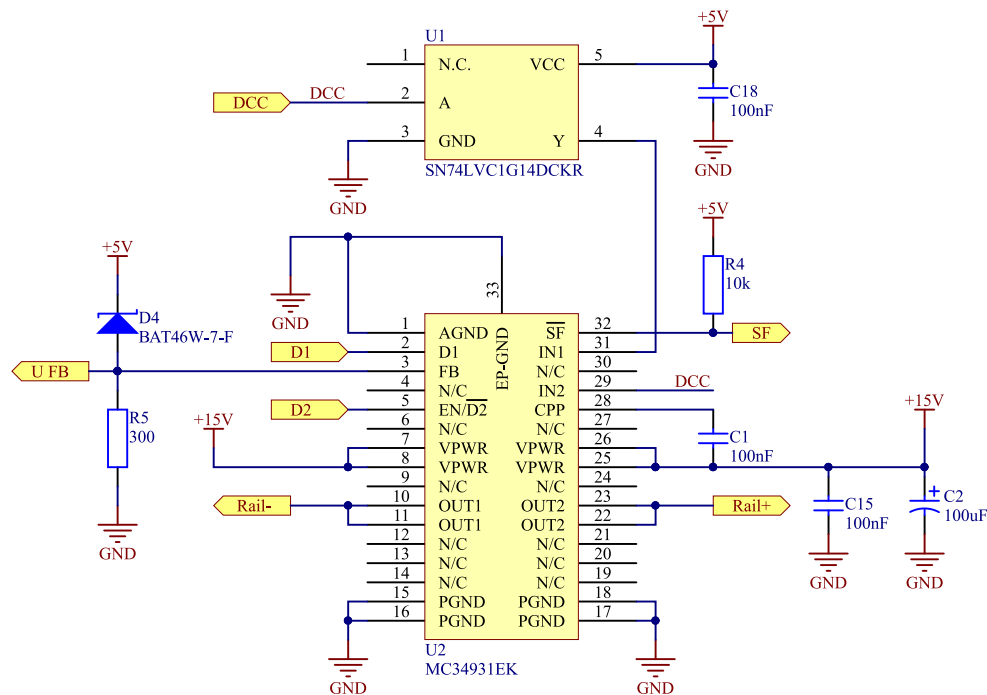 U1
+5V
1 N.C. VCC 5
DCC DCC 2 A
C18
100nF
3 GND Y 4
SN74LVC1G14DCKR
GND
GND
+5V
+5V
R4
10k
33
GND
D4
BAT46W-7-F
EP-GND
1 AGND SF 32
SF
D1 2 D1 IN1 31
U FB 3 FB N/C 30
4 N/C IN2 29 DCC
D2 5 EN/D2 CPP 28
R5
300
+15V
+15V
6 N/C N/C 27
C1
100nF
7 VPWR VPWR 26
8 VPWR VPWR 25
9 N/C N/C 24
Rail- 10 OUT1 OUT2 23 Rail+
11 OUT1 OUT2 22
C15
100nF
C2
100uF
+
GND
12 N/C N/C 21
13 N/C N/C 20
14 N/C N/C 19
GND
GND
15 PGND PGND 18
16 PGND PGND 17
U2
MC34931EK
GND
GND